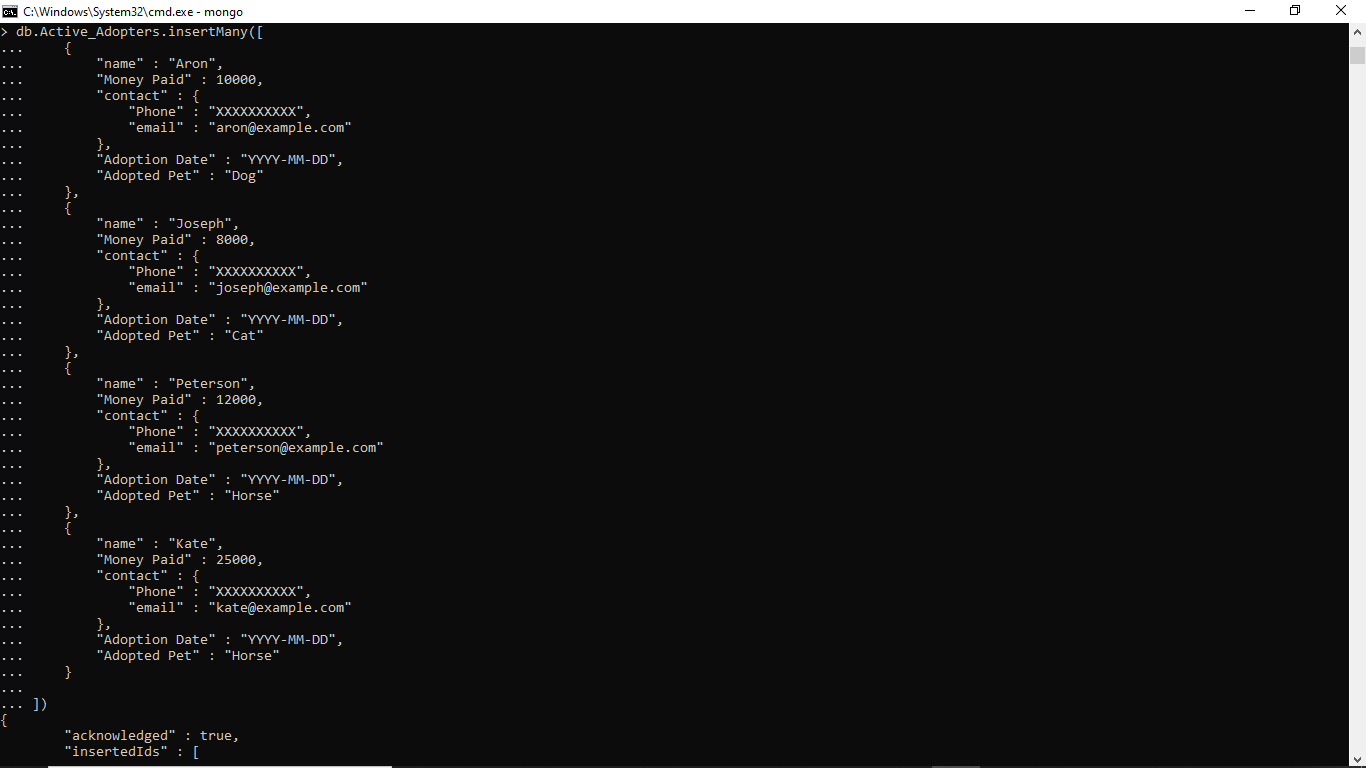 C:\Windows\System32\cmd.exe - mongo
> db.Active_Adopters.insertMany([
...     {
...         "name" : "Aron",
...         "Money Paid" : 10000,
...         "contact" : {
...             "Phone" : "XXXXXXXXXX",
...             "email" : "aron@example.com"
...         },
...         "Adoption Date" : "YYYY-MM-DD",
...         "Adopted Pet" : "Dog"
...     },
...     {
...         "name" : "Joseph",
...         "Money Paid" : 8000,
...         "contact" : {
...             "Phone" : "XXXXXXXXXX",
...             "email" : "joseph@example.com"
...         },
...         "Adoption Date" : "YYYY-MM-DD",
...         "Adopted Pet" : "Cat"
...     },
...     {
...         "name" : "Peterson",
...         "Money Paid" : 12000,
...         "contact" : {
...             "Phone" : "XXXXXXXXXX",
...             "email" : "peterson@example.com"
...         },
...         "Adoption Date" : "YYYY-MM-DD",
...         "Adopted Pet" : "Horse"
...     },
...     {
...         "name" : "Kate",
...         "Money Paid" : 25000,
...         "contact" : {
...             "Phone" : "XXXXXXXXXX",
...             "email" : "kate@example.com"
...         },
...         "Adoption Date" : "YYYY-MM-DD",
...         "Adopted Pet" : "Horse"
...     }
...
... ])
{
        "acknowledged" : true,
        "insertedIds" : [